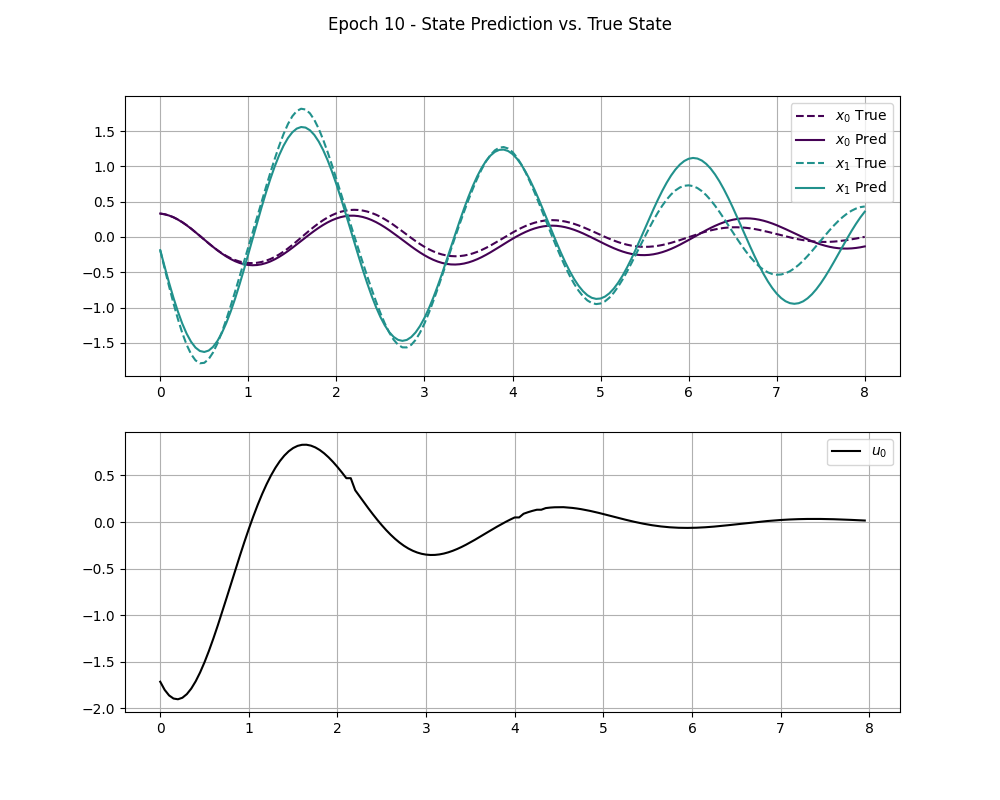 Epoch 10 - State Prediction vs. True State
1.5
1.0
0.5
0.0
−0.5
−1.0
−1.5
x₀ True
x₀ Pred
x₁ True
x₁ Pred
0 1 2 3 4 5 6 7 8
0.5
0.0
−0.5
−1.0
−1.5
−2.0
u₀
0 1 2 3 4 5 6 7 8